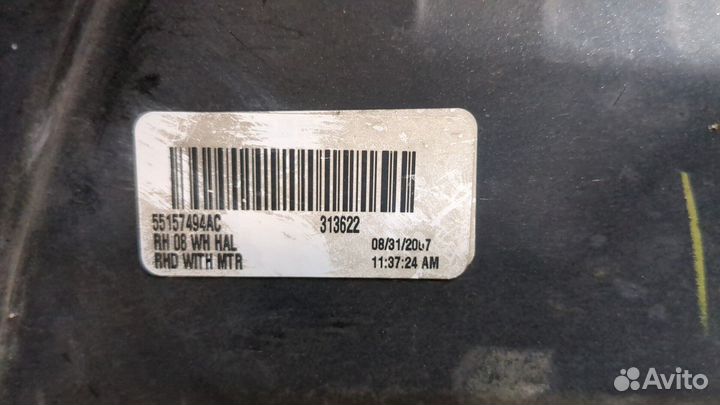 55157494AC 313622
RH 08 WH HAL 08/31/2007
RHD WITH MTR 11:37:24 AM
Avito